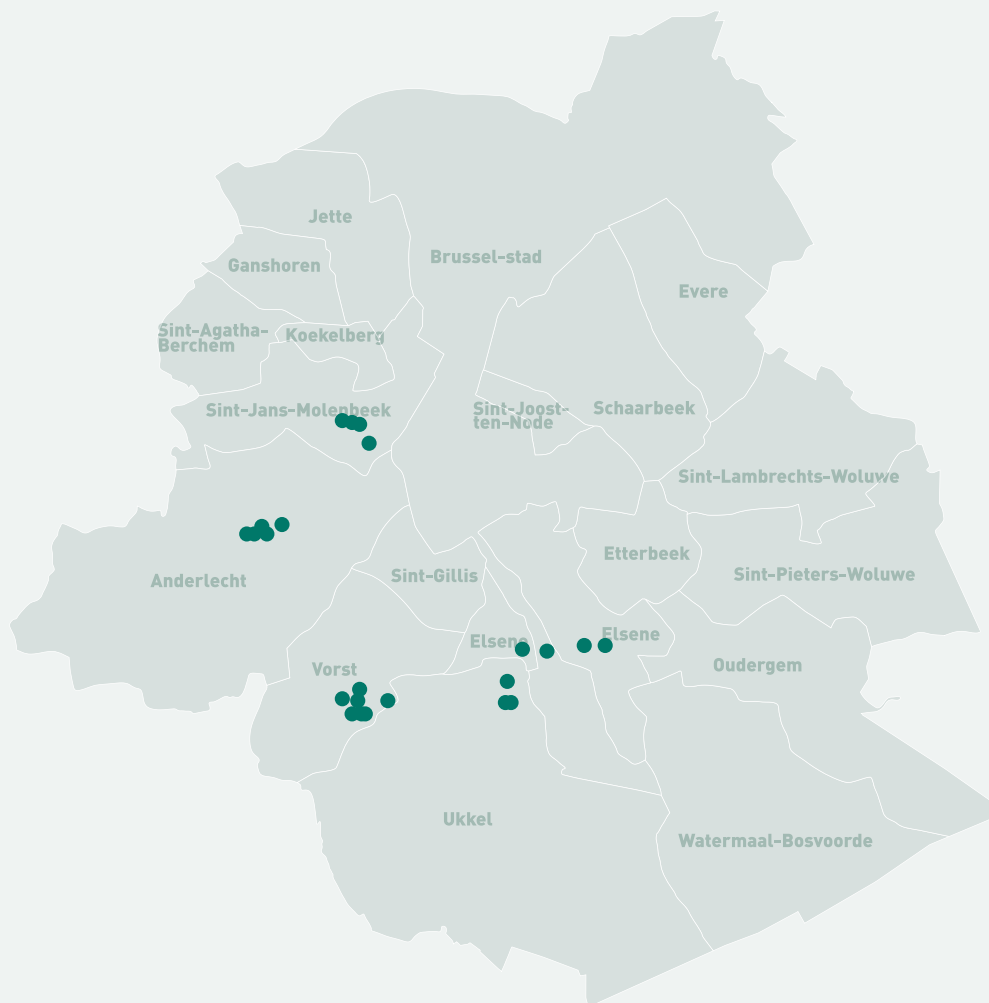 Jette
Brussel-stad
Ganshoren
Evere
Sint-Agatha-
Berchem
Koekelberg
Sint-Jans-Molenbeek
Sint-Joost-
ten-Node
Schaarbeek
Sint-Lambrechts-Woluwe
Etterbeek
Sint-Gillis
Sint-Pieters-Woluwe
Anderlecht
Elsene
Elsene
Oudergem
Vorst
Ukkel
Watermaal-Bosvoorde